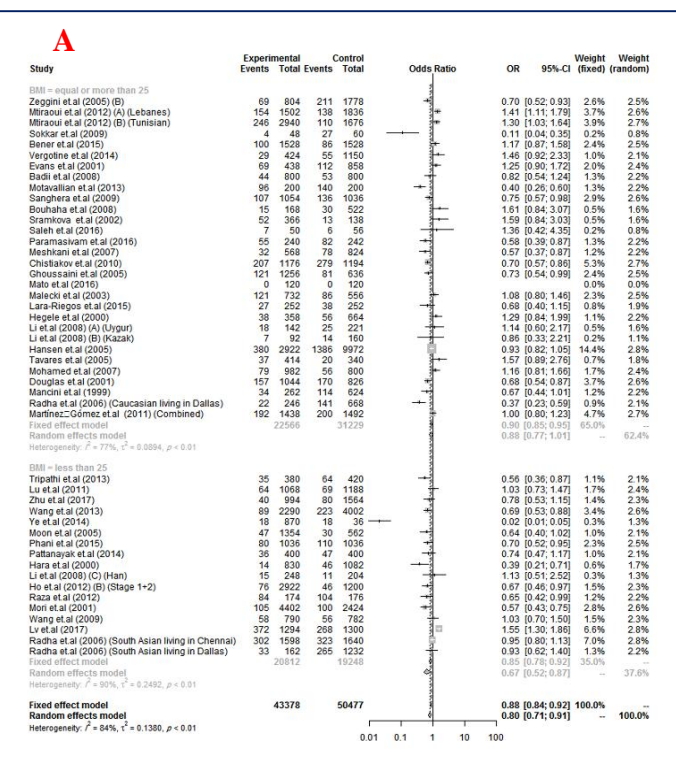 A
Experimental Control Weight Weight
Study Events Total Events Total Odds Ratio OR 95%-CI (fixed) (random)
BMI = equal or more than 25
Zeggini et.al (2005) (B) 69 804 211 1778 0.70 [0.52; 0.93] 2.6% 2.5%
Mtiraoui et.al (2012) (A) (Lebanes) 154 1502 138 1836 1.41 [1.11; 1.79] 3.7% 2.6%
Mtiraoui et.al (2012) (B) (Tunisian) 246 2940 110 1676 1.30 [1.03; 1.64] 3.9% 2.7%
Sokkar et.al (2009) 4 48 27 60 0.11 [0.04; 0.35] 0.2% 0.8%
Bener et.al (2015) 100 1528 86 1528 1.17 [0.87; 1.58] 2.4% 2.5%
Vergotine et.al (2014) 29 424 55 1150 1.46 [0.92; 2.33] 1.0% 2.1%
Evans et.al (2001) 69 438 112 858 1.25 [0.90; 1.72] 2.0% 2.4%
Badii et.al (2008) 44 800 53 800 0.82 [0.54; 1.24] 1.3% 2.2%
Motavallian et.al (2013) 96 200 140 200 0.40 [0.26; 0.60] 1.3% 2.2%
Sanghera et.al (2009) 107 1054 136 1036 0.75 [0.57; 0.98] 2.9% 2.6%
Bouhaha et.al (2008) 15 168 30 522 1.61 [0.84; 3.07] 0.5% 1.6%
Sramkova et.al (2002) 52 366 13 138 1.59 [0.84; 3.03] 0.5% 1.6%
Saleh et.al (2016) 7 50 6 56 1.36 [0.42; 4.35] 0.2% 0.8%
Paramasivam et.al (2016) 55 240 82 242 0.58 [0.39; 0.87] 1.3% 2.2%
Meshkani et.al (2007) 32 568 78 824 0.57 [0.37; 0.87] 1.2% 2.2%
Chistiakov et.al (2010) 207 1176 279 1194 0.70 [0.57; 0.86] 5.3% 2.7%
Ghoussaini et.al (2005) 121 1256 81 636 0.73 [0.54; 0.99] 2.4% 2.5%
Mato et.al (2016) 0 120 0 120 0.0% 0.0%
Malecki et.al (2003) 121 732 86 556 1.08 [0.80; 1.46] 2.3% 2.5%
Lara-Riegos et.al (2015) 27 252 38 252 0.68 [0.40; 1.15] 0.8% 1.9%
Hegele et.al (2000) 38 358 56 664 1.29 [0.84; 1.99] 1.1% 2.2%
Li et.al (2008) (A) (Uygur) 18 142 25 221 1.14 [0.60; 2.17] 0.5% 1.6%
Li et.al (2008) (B) (Kazak) 7 92 14 160 0.86 [0.33; 2.21] 0.2% 1.1%
Hansen et.al (2005) 380 2922 1386 9972 0.93 [0.82; 1.05] 14.4% 2.8%
Tavares et.al (2005) 37 414 20 340 1.57 [0.89; 2.76] 0.7% 1.8%
Mohamed et.al (2007) 79 982 56 800 1.16 [0.81; 1.66] 1.7% 2.4%
Douglas et.al (2001) 157 1044 170 826 0.68 [0.54; 0.87] 3.7% 2.6%
Mancini et.al (1999) 34 262 114 624 0.67 [0.44; 1.01] 1.2% 2.2%
Radha et.al (2006) (Caucasian living in Dallas) 22 246 141 668 0.37 [0.23; 0.59] 0.9% 2.1%
Martínez=Gómez et.al (2011) (Combined) 192 1438 200 1492 1.00 [0.80; 1.23] 4.7% 2.7%
Fixed effect model 22566 31229 0.90 [0.85; 0.95] 65.0% --
Random effects model 0.88 [0.77; 1.01] -- 62.4%
Heterogeneity: I² = 77%, τ² = 0.0894, p < 0.01
BMI = less than 25
Tripathi et.al (2013) 35 380 64 420 0.56 [0.36; 0.87] 1.1% 2.1%
Lu et.al (2011) 64 1068 69 1188 1.03 [0.73; 1.47] 1.7% 2.4%
Zhu et.al (2017) 40 994 80 1564 0.78 [0.53; 1.15] 1.4% 2.3%
Wang et.al (2013) 89 2290 223 4002 0.69 [0.53; 0.88] 3.4% 2.6%
Ye et.al (2014) 18 870 18 36 0.02 [0.01; 0.05] 0.3% 1.3%
Moon et.al (2005) 47 1354 30 562 0.64 [0.40; 1.02] 1.0% 2.1%
Phani et.al (2015) 80 1036 110 1036 0.70 [0.52; 0.95] 2.4% 2.5%
Pattanayak et.al (2014) 36 400 47 400 0.74 [0.47; 1.17] 1.0% 2.1%
Hara et.al (2000) 14 830 46 1082 0.39 [0.21; 0.71] 0.6% 1.7%
Li et.al (2008) (C) (Han) 15 248 11 204 1.13 [0.51; 2.52] 0.3% 1.3%
Ho et.al (2012) (B) (Stage 1+2) 76 2922 46 1200 0.67 [0.46; 0.97] 1.5% 2.3%
Raza et.al (2012) 84 174 104 176 0.65 [0.42; 0.99] 1.2% 2.2%
Mori et.al (2001) 105 4402 100 2424 0.57 [0.43; 0.75] 2.8% 2.6%
Wang et.al (2009) 58 790 56 782 1.03 [0.70; 1.50] 1.4% 2.3%
Lv et.al (2017) 372 1294 268 1300 1.55 [1.30; 1.86] 6.6% 2.8%
Radha et.al (2006) (South Asian living in Chennai) 302 1598 323 1640 0.95 [0.80; 1.13] 7.0% 2.8%
Radha et.al (2006) (South Asian living in Dallas) 33 162 265 1232 0.93 [0.62; 1.40] 1.3% 2.2%
Fixed effect model 20812 19248 0.85 [0.78; 0.92] 35.0% --
Random effects model 0.67 [0.52; 0.87] -- 37.6%
Heterogeneity: I² = 90%, τ² = 0.2492, p < 0.01
Fixed effect model 43378 50477 0.88 [0.84; 0.92] 100.0% --
Random effects model 0.80 [0.71; 0.91] -- 100.0%
Heterogeneity: I² = 84%, τ² = 0.1380, p < 0.01
0.01 0.1 1 10 100